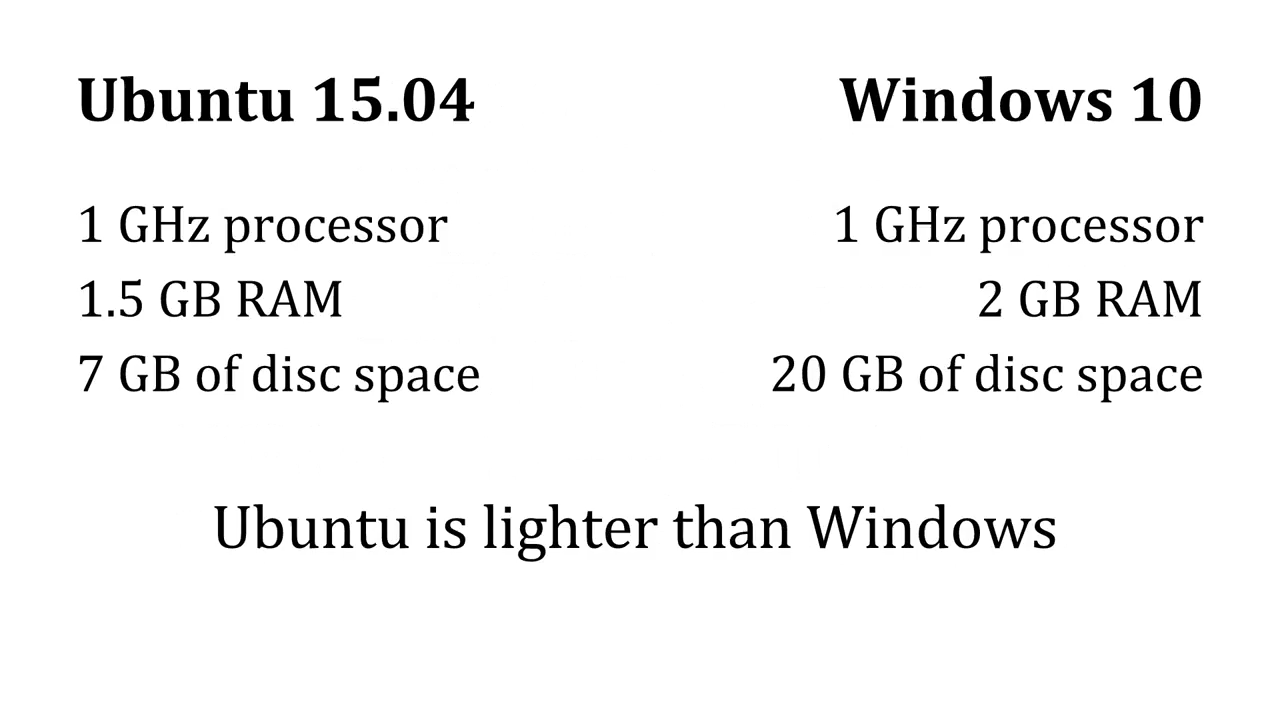 Ubuntu 15.04
1 GHz processor
1.5 GB RAM
7 GB of disc space
Windows 10
1 GHz processor
2 GB RAM
20 GB of disc space
Ubuntu is lighter than Windows